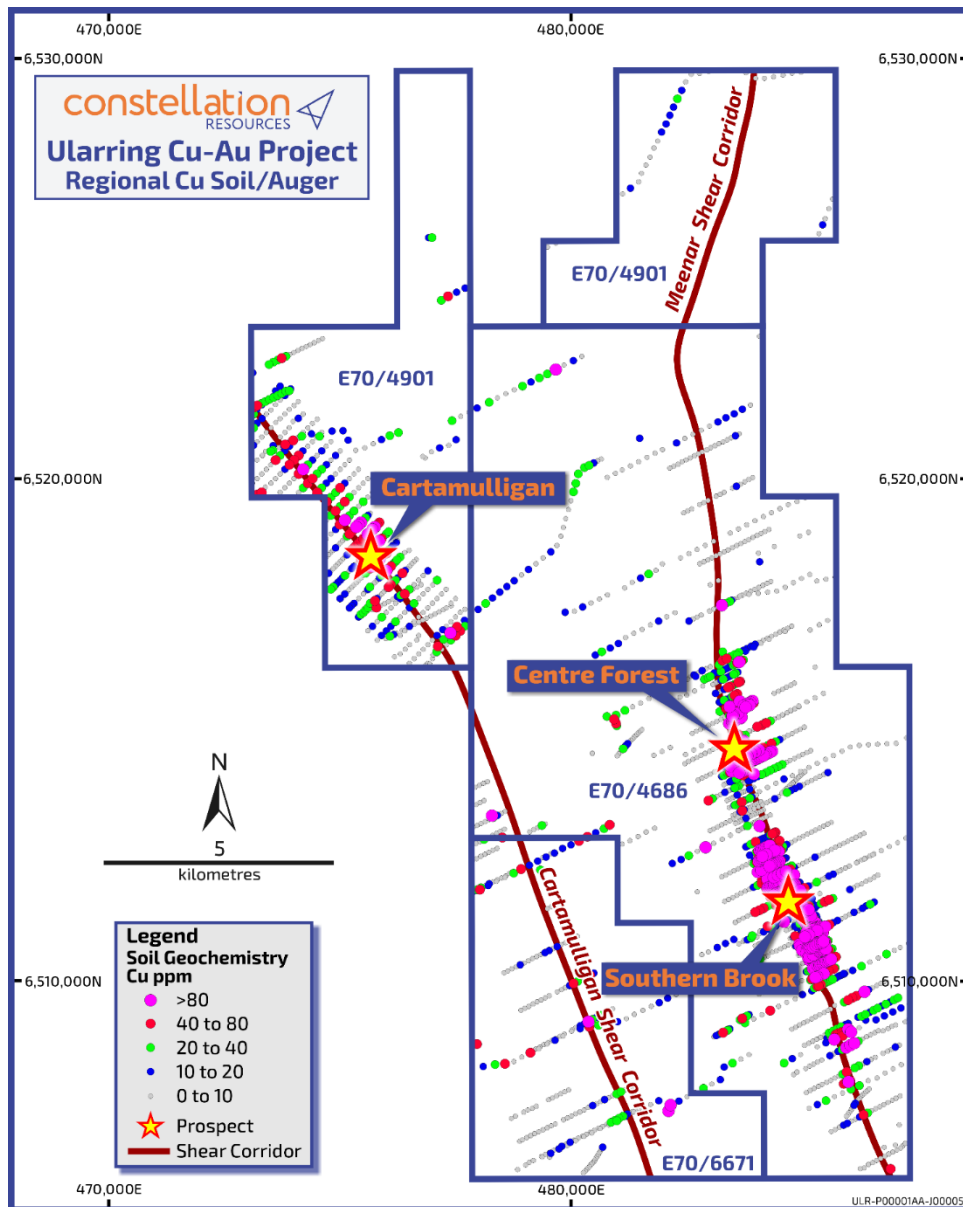 470,000E
480,000E
6,530,000N
6,530,000N
constellation
RESOURCES
Ularring Cu-Au Project
Regional Cu Soil/Auger
Meenar Shear Corridor
E70/4901
E70/4901
6,520,000N
6,520,000N
Cartamulligan
Centre Forest
N
E70/4686
5
kilometres
Cartamulligan Shear Corridor
Legend
Soil Geochemistry
Cu ppm
>80
40 to 80
20 to 40
10 to 20
0 to 10
Prospect
Shear Corridor
Southern Brook
6,510,000N
6,510,000N
E70/6671
470,000E
480,000E
ULR-P00001AA-J00005